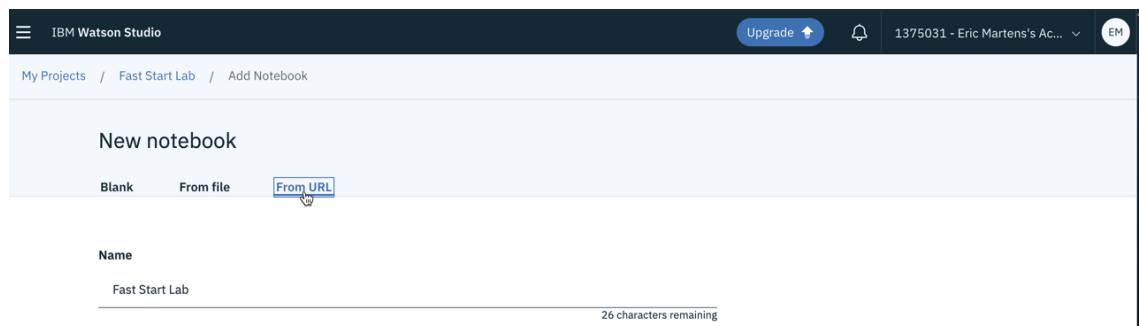 IBM Watson Studio Upgrade 1375031 - Eric Martens's Ac... EM
My Projects / Fast Start Lab / Add Notebook
New notebook
Blank From file From URL
Name
Fast Start Lab
26 characters remaining